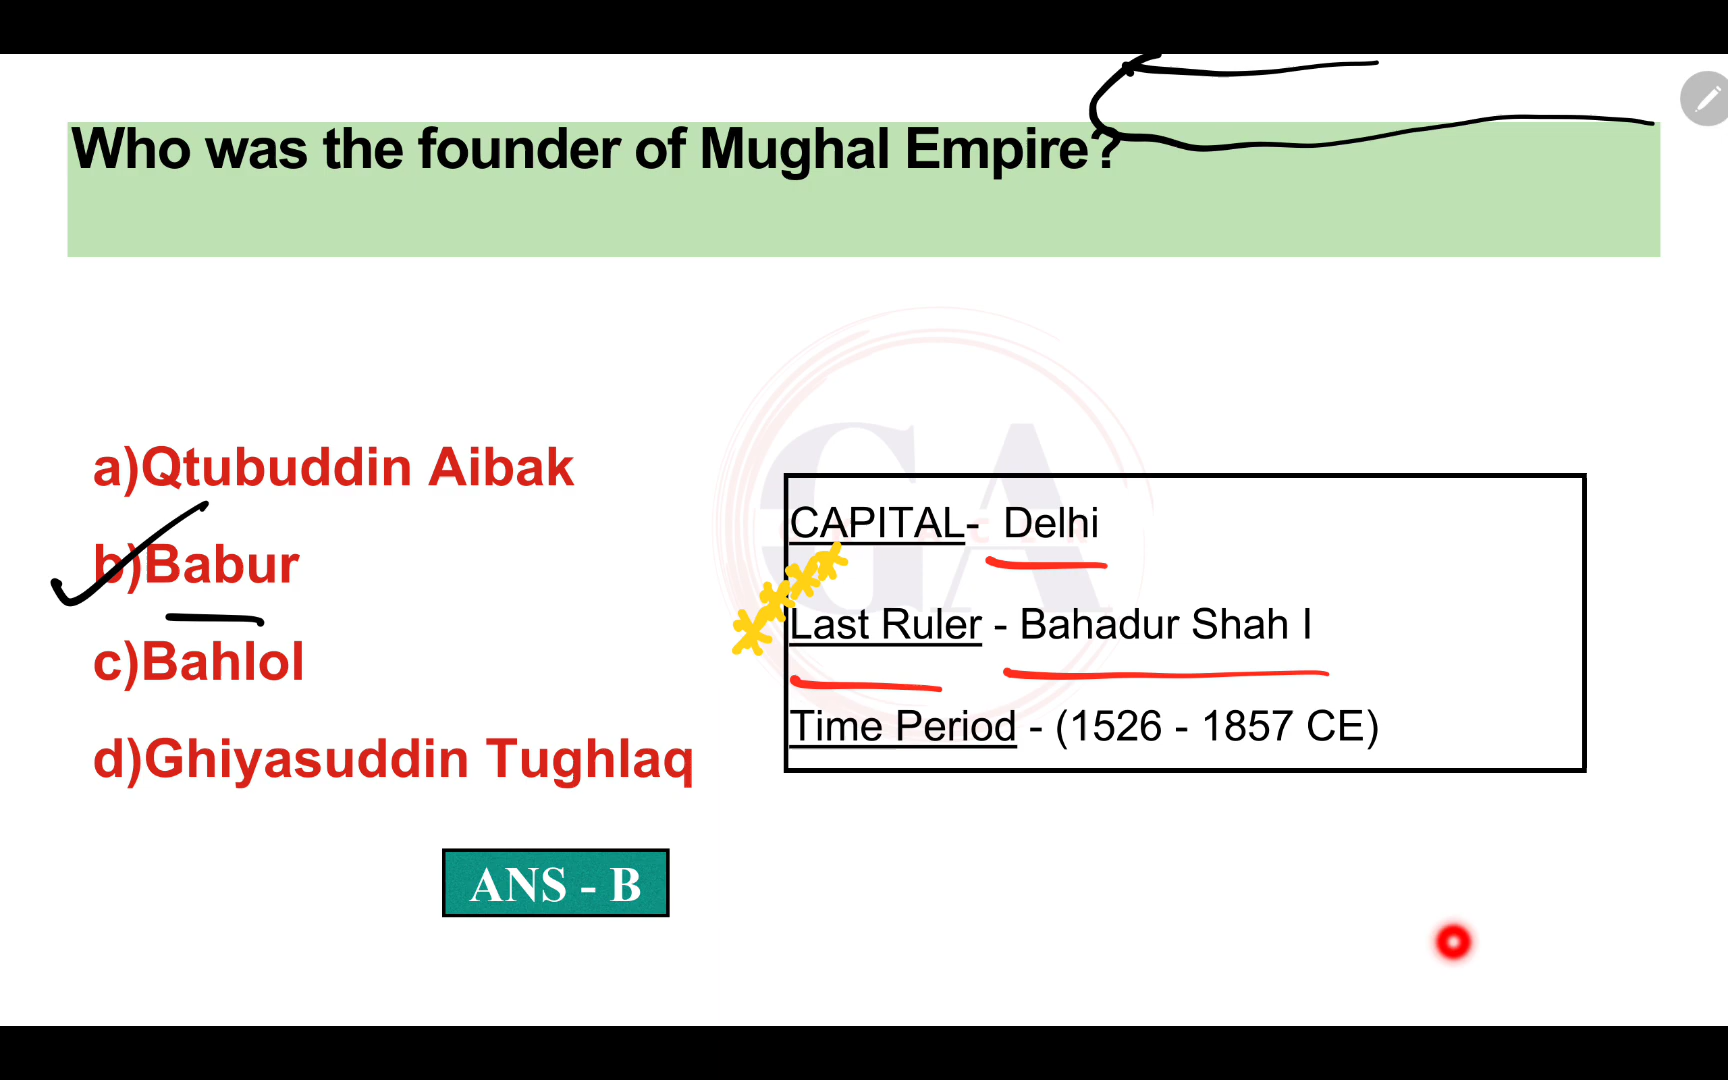 Who was the founder of Mughal Empire?
a)Qtubuddin Aibak
b)Babur
c)Bahlol
d)Ghiyasuddin Tughlaq
GA
CAPITAL- Delhi
Last Ruler - Bahadur Shah I
Time Period - (1526 - 1857 CE)
ANS - B